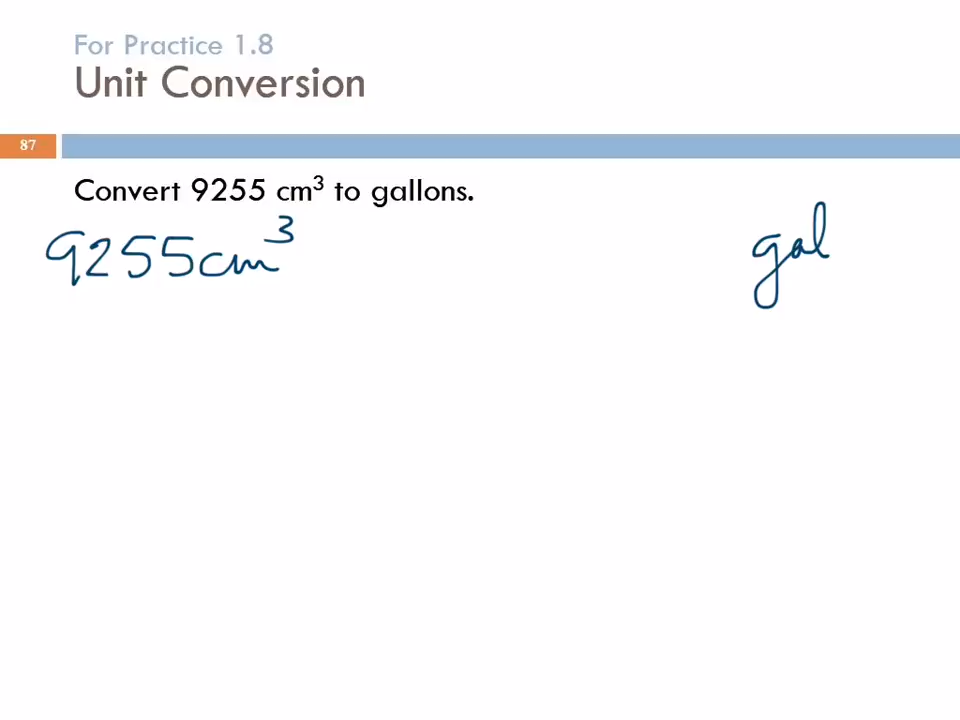 For Practice 1.8
Unit Conversion
87
Convert 9255 cm³ to gallons.
9255cm³ gal